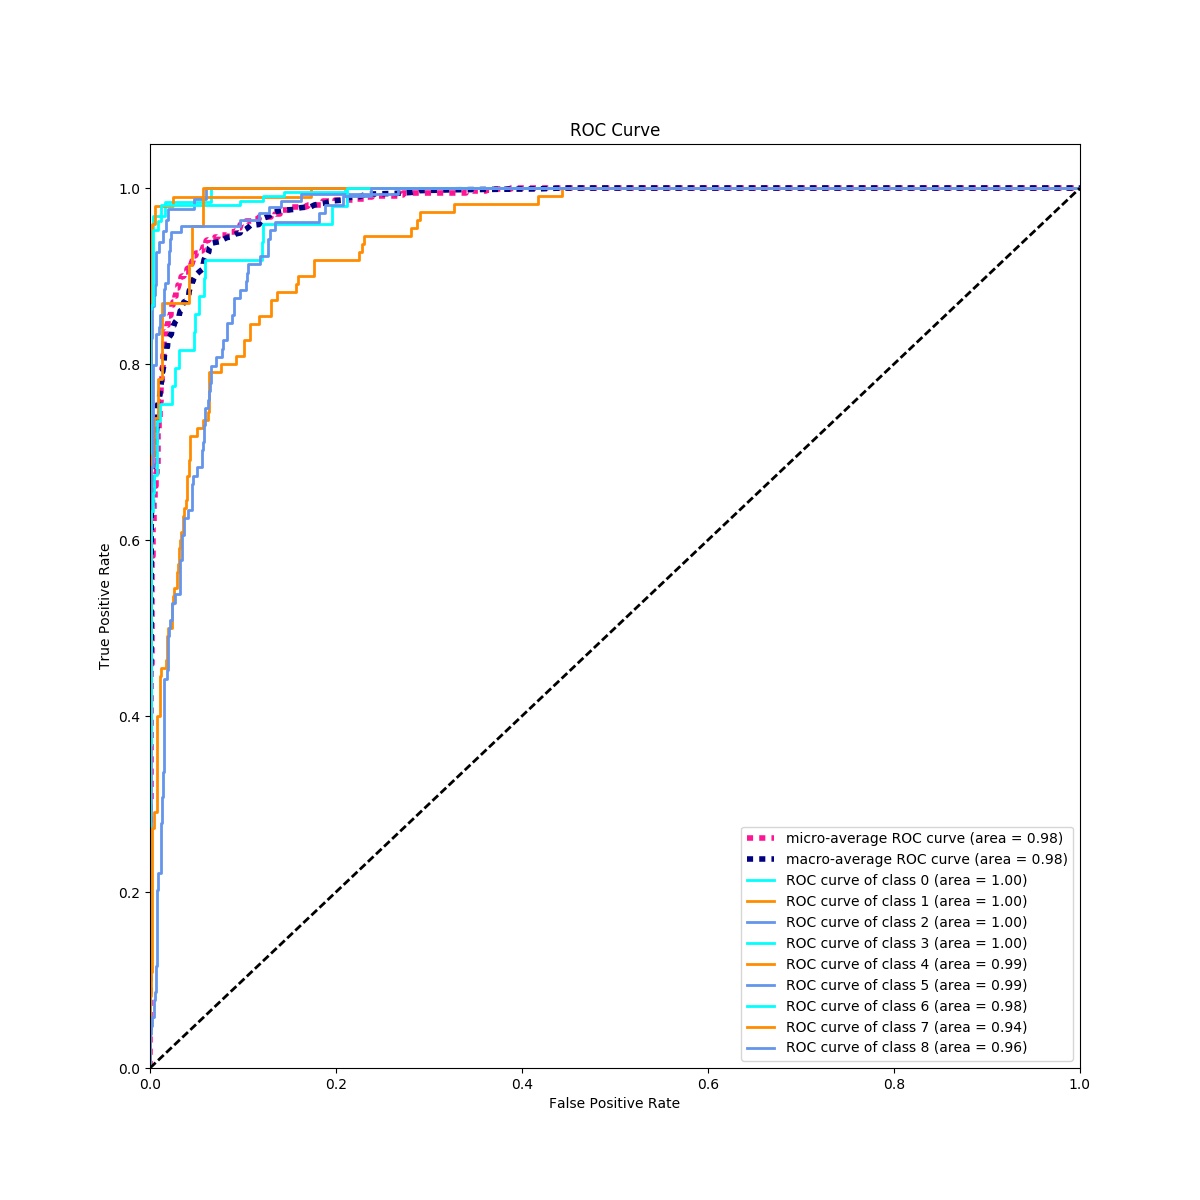 ROC Curve
1.0
0.8
0.6
0.4
0.2
0.0
True Positive Rate
0.0 0.2 0.4 0.6 0.8 1.0
False Positive Rate
micro-average ROC curve (area = 0.98)
macro-average ROC curve (area = 0.98)
ROC curve of class 0 (area = 1.00)
ROC curve of class 1 (area = 1.00)
ROC curve of class 2 (area = 1.00)
ROC curve of class 3 (area = 1.00)
ROC curve of class 4 (area = 0.99)
ROC curve of class 5 (area = 0.99)
ROC curve of class 6 (area = 0.98)
ROC curve of class 7 (area = 0.94)
ROC curve of class 8 (area = 0.96)